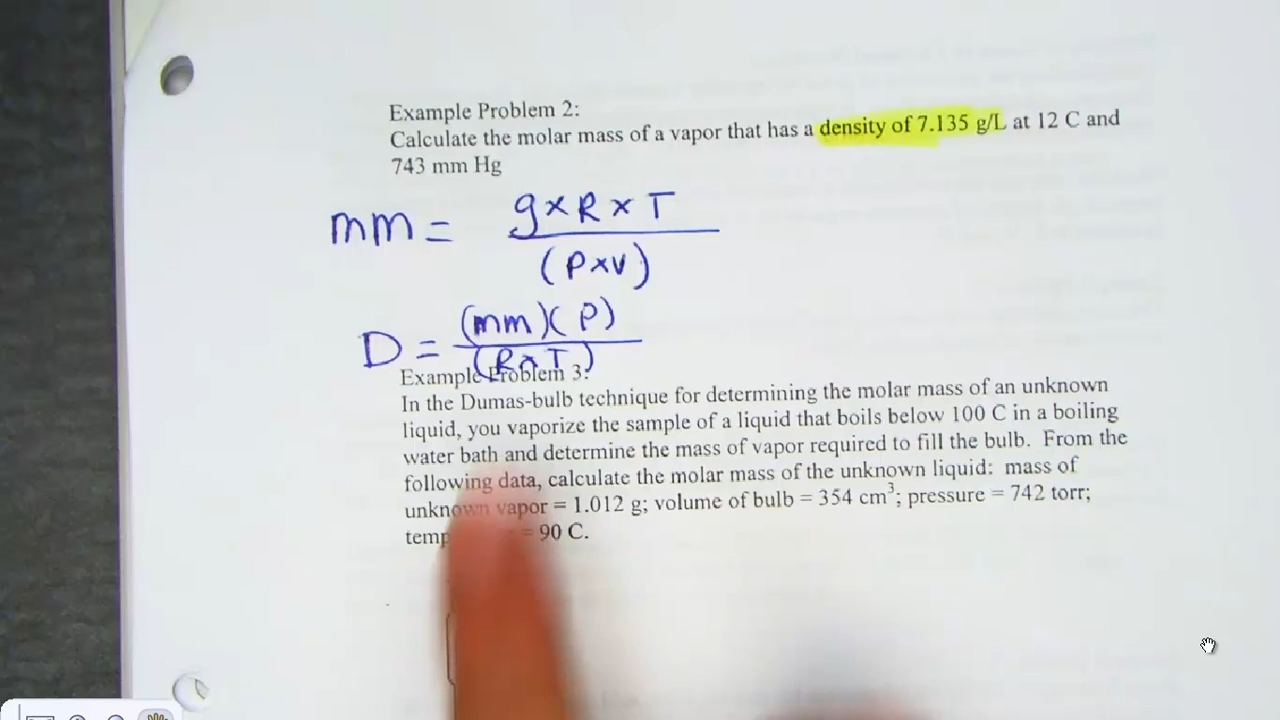 Example Problem 2:
Calculate the molar mass of a vapor that has a density of 7.135 g/L at 12 C and
743 mm Hg
mm = g × R × T
(P × V)
D = (mm)(P)
(R × T)
Example Problem 3:
In the Dumas-bulb technique for determining the molar mass of an unknown
liquid, you vaporize the sample of a liquid that boils below 100 C in a boiling
water bath and determine the mass of vapor required to fill the bulb. From the
following data, calculate the molar mass of the unknown liquid: mass of
unknown vapor = 1.012 g; volume of bulb = 354 cm³; pressure = 742 torr;
= 90 C.